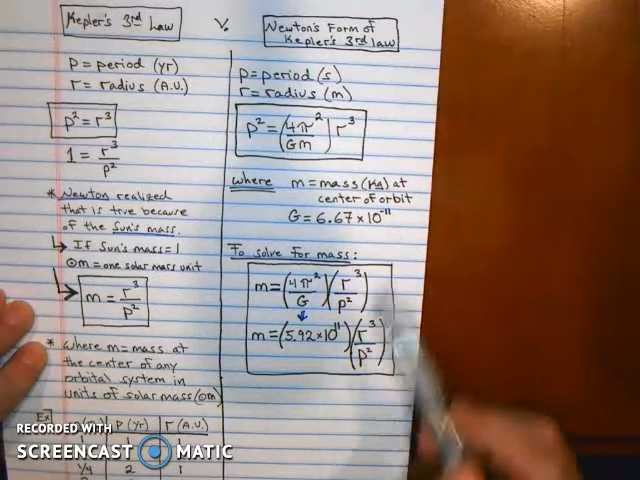 Kepler's 3rd Law
v.
Newton's Form of
Kepler's 3rd law
P = period (yr)
r = radius (A.U.)
P² = r³
1 = r³/P²
* Newton realized
that is true because
of the Sun's mass.
↳ If Sun's mass = 1
⊙m = one solar mass unit
m = r³/P²
* Where m = mass at
the center of any
orbital system in
units of solar mass (⊙m)
Ex
P (yr) r (A.U.)
1/4 2 1
P = period (s)
r = radius (m)
P² = (4π²/Gm) r³
where m = mass (kg) at
center of orbit
G = 6.67 × 10⁻¹¹
To solve for mass:
m = (4π²/G)(r³/P²)
m = (5.92 × 10¹¹)(r³/P²)
RECORDED WITH
SCREENCAST MATIC